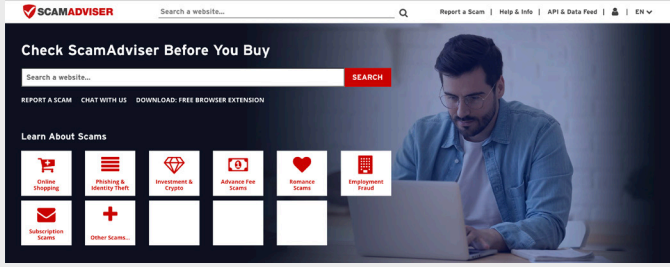 SCAMADVISER
Search a website...
Report a Scam | Help & Info | API & Data Feed | | EN
Check ScamAdviser Before You Buy
Search a website...
SEARCH
REPORT A SCAM CHAT WITH US DOWNLOAD: FREE BROWSER EXTENSION
Learn About Scams
Online
Shopping
Phishing &
Identity Theft
Investment &
Crypto
Advance Fee
Scams
Romance
Scams
Employment
Fraud
Subscription
Scams
Other Scams...